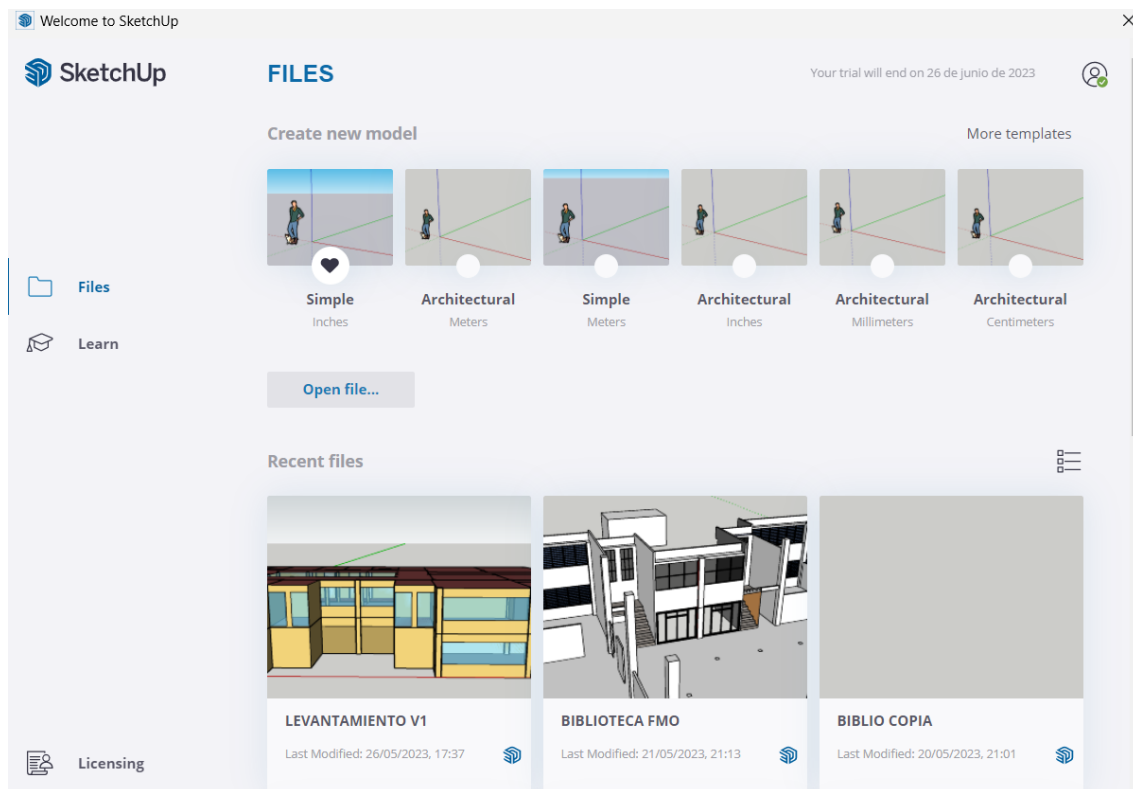 Welcome to SketchUp
SketchUp
FILES
Your trial will end on 26 de junio de 2023
Create new model
More templates
Simple
Inches
Architectural
Meters
Simple
Meters
Architectural
Inches
Architectural
Millimeters
Architectural
Centimeters
Files
Learn
Open file...
Recent files
LEVANTAMIENTO V1
Last Modified: 26/05/2023, 17:37
BIBLIOTECA FMO
Last Modified: 21/05/2023, 21:13
BIBLIO COPIA
Last Modified: 20/05/2023, 21:01
Licensing